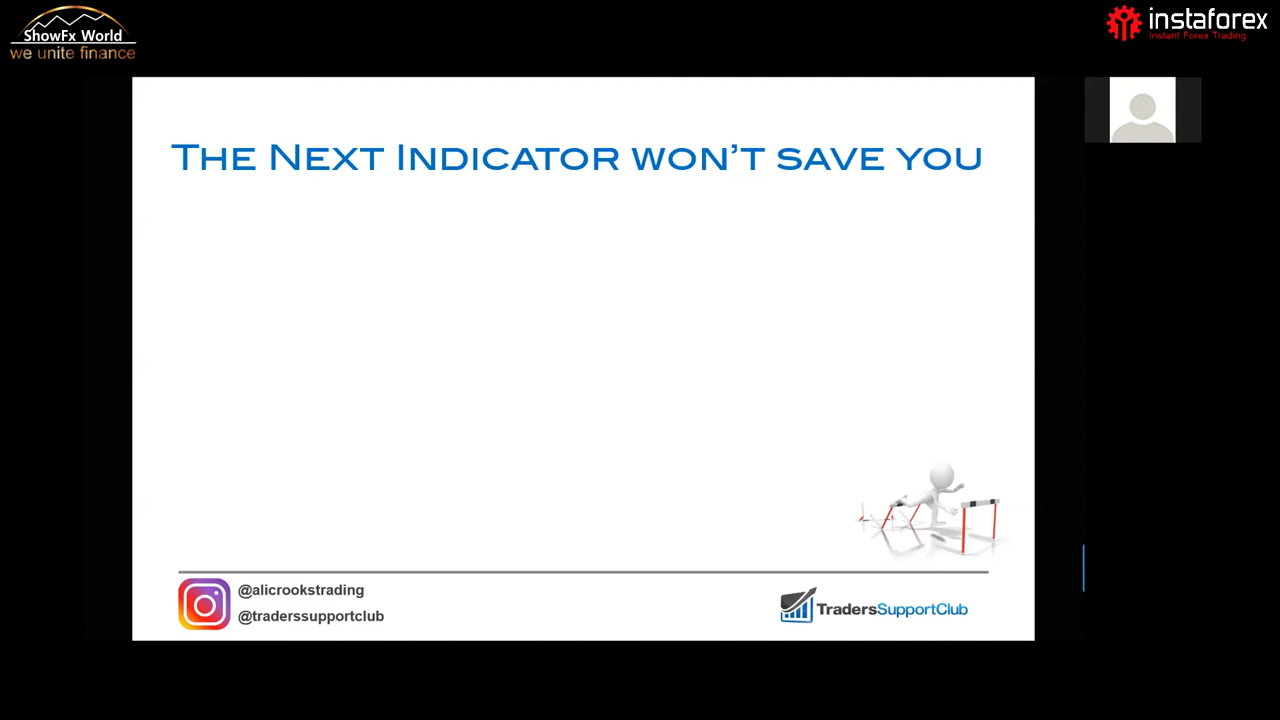 ShowFx World
we unite finance
instaforex
Instant Forex Trading
THE NEXT INDICATOR WON'T SAVE YOU
@alicrookstrading
@traderssupportclub
TradersSupportClub